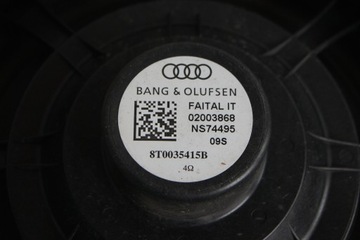 BANG & OLUFSEN
FAITAL IT
02003868
NS74495
09S
8T0035415B
4Ω